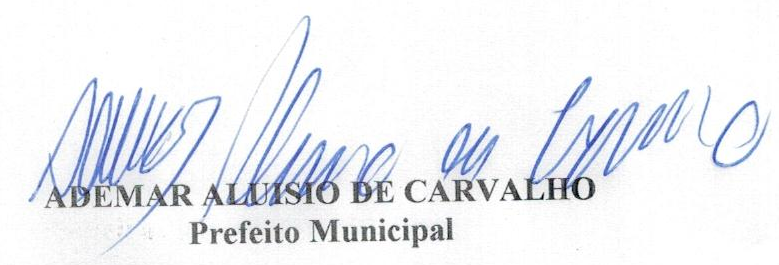 ADEMAR ALUISIO DE CARVALHO
Prefeito Municipal